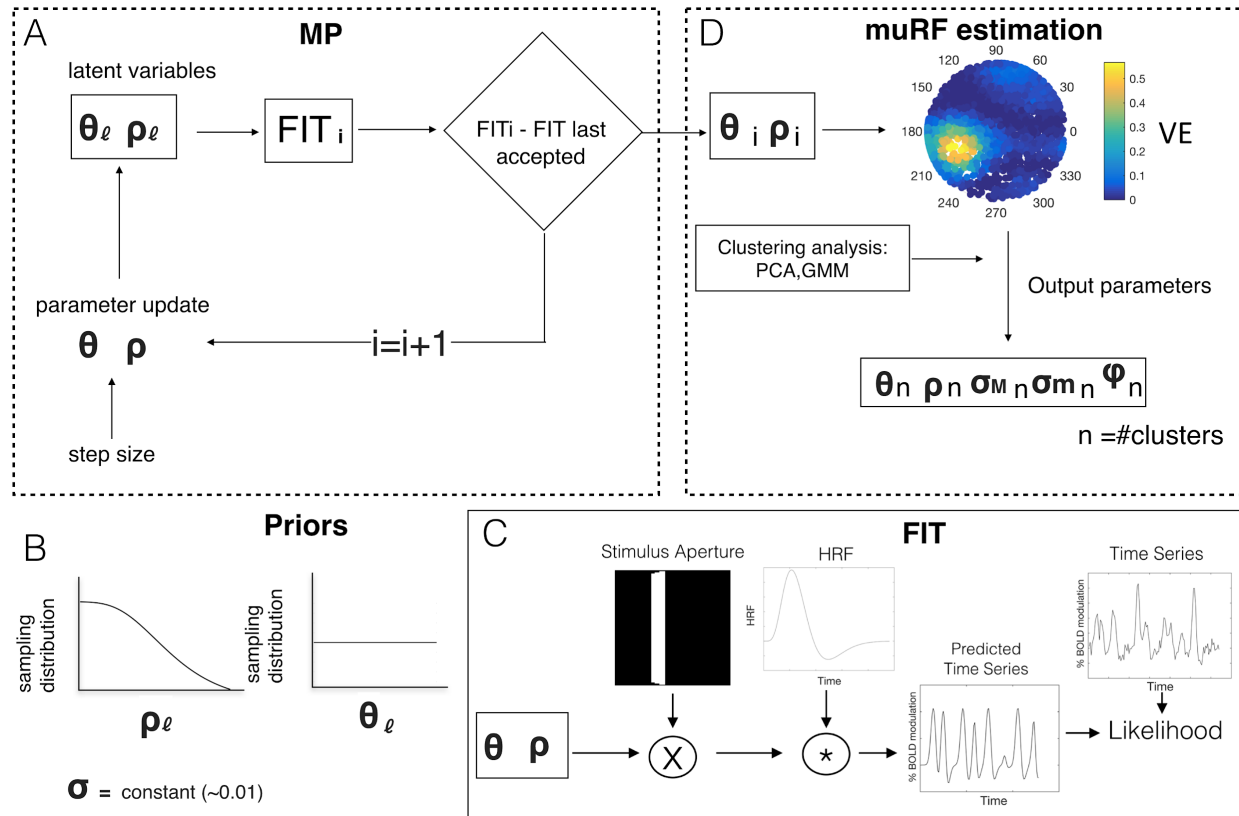 A
MP
latent variables
θℓ ρℓ
FIT i
FITi - FIT last
accepted
i=i+1
parameter update
θ ρ
step size
D
muRF estimation
θ i ρ i
90
60
30
0
330
300
270
240
210
180
150
120
0.5
0.4
0.3
0.2
0.1
0
VE
Clustering analysis:
PCA,GMM
Output parameters
θn ρn σM n σm n φn
n =#clusters
B
Priors
sampling
distribution
ρℓ
sampling
distribution
θℓ
σ = constant (~0.01)
C
FIT
Stimulus Aperture
HRF
HRF
Time
Time Series
% BOLD modulation
Time
Predicted
Time Series
% BOLD modulation
Time
θ ρ
X
*
Likelihood